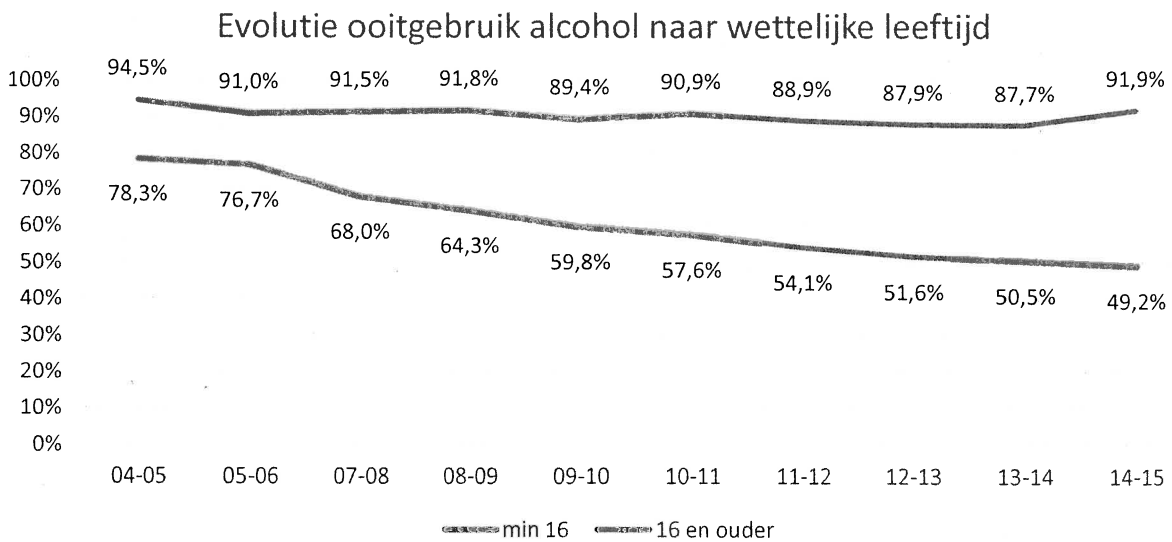 Evolutie ooitgebruik alcohol naar wettelijke leeftijd
100%
90%
80%
70%
60%
50%
40%
30%
20%
10%
0%
94,5% 91,0% 91,5% 91,8% 89,4% 90,9% 88,9% 87,9% 87,7% 91,9%
78,3% 76,7% 68,0% 64,3% 59,8% 57,6% 54,1% 51,6% 50,5% 49,2%
04-05 05-06 07-08 08-09 09-10 10-11 11-12 12-13 13-14 14-15
min 16 16 en ouder